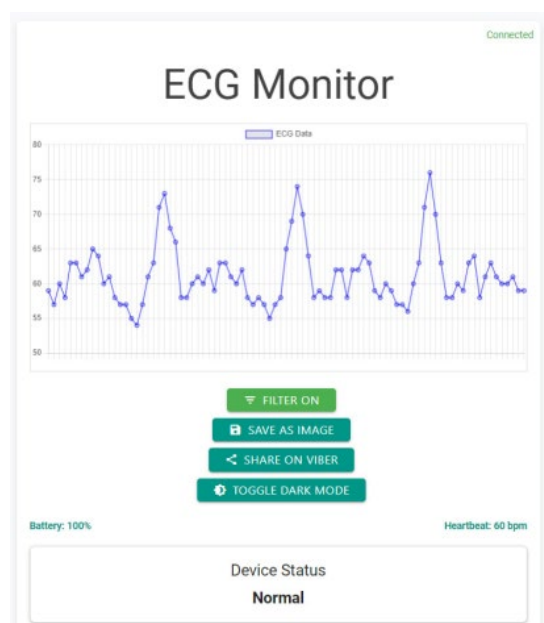 Connected
ECG Monitor
ECG Data
80
75
70
65
60
55
50
FILTER ON
SAVE AS IMAGE
SHARE ON VIBER
TOGGLE DARK MODE
Battery: 100% Heartbeat: 60 bpm
Device Status
Normal